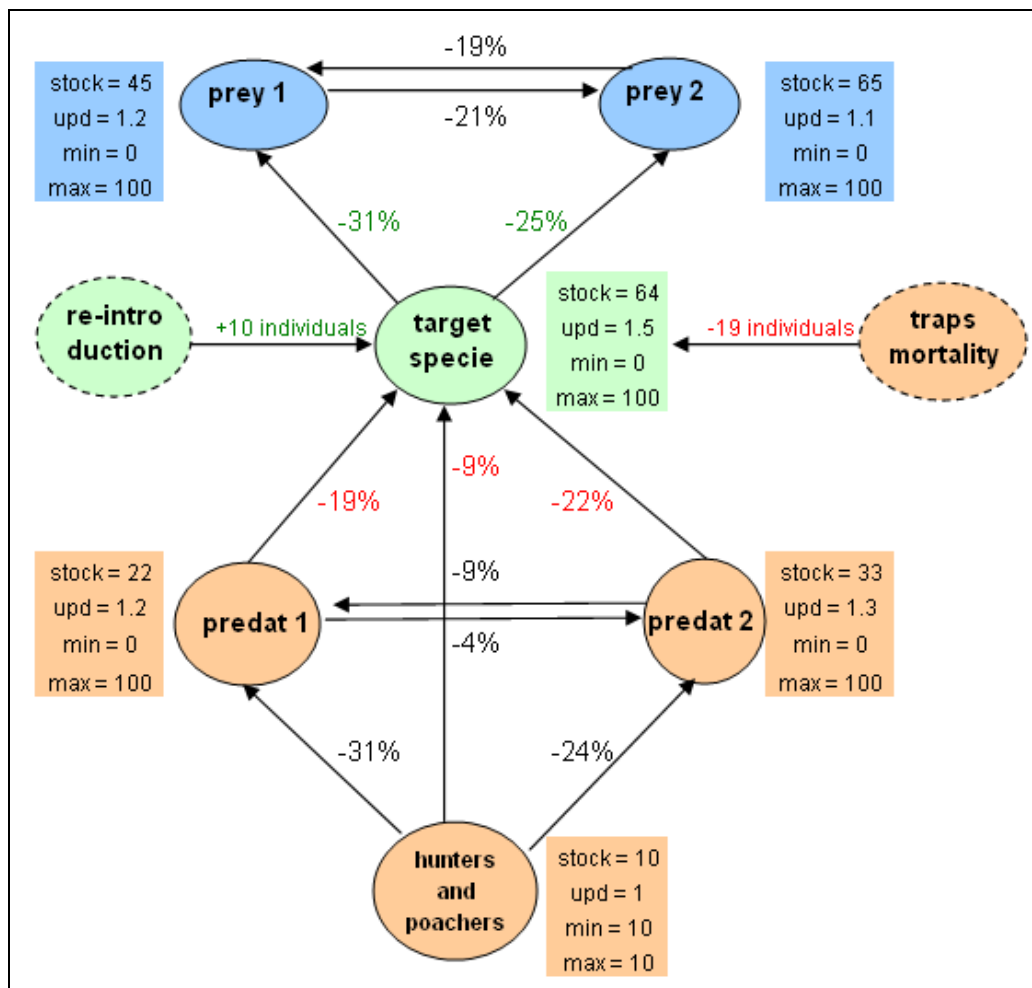 -19%
stock = 45
upd = 1.2
min = 0
max = 100
prey 1
prey 2
stock = 65
upd = 1.1
min = 0
max = 100
-21%
-31%
-25%
re-intro
duction
+10 individuals
target
specie
stock = 64
upd = 1.5
min = 0
max = 100
-19 individuals
traps
mortality
-9%
-19%
-22%
stock = 22
upd = 1.2
min = 0
max = 100
predat 1
-9%
-4%
predat 2
stock = 33
upd = 1.3
min = 0
max = 100
-31%
-24%
hunters
and
poachers
stock = 10
upd = 1
min = 10
max = 10